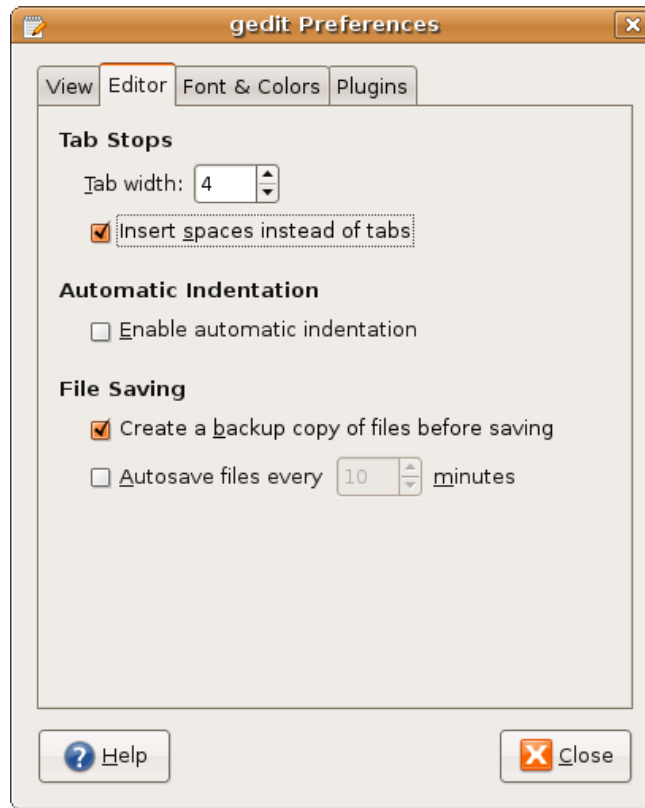 gedit Preferences
View Editor Font & Colors Plugins
Tab Stops
Tab width: 4
Insert spaces instead of tabs
Automatic Indentation
Enable automatic indentation
File Saving
Create a backup copy of files before saving
Autosave files every 10 minutes
Help Close